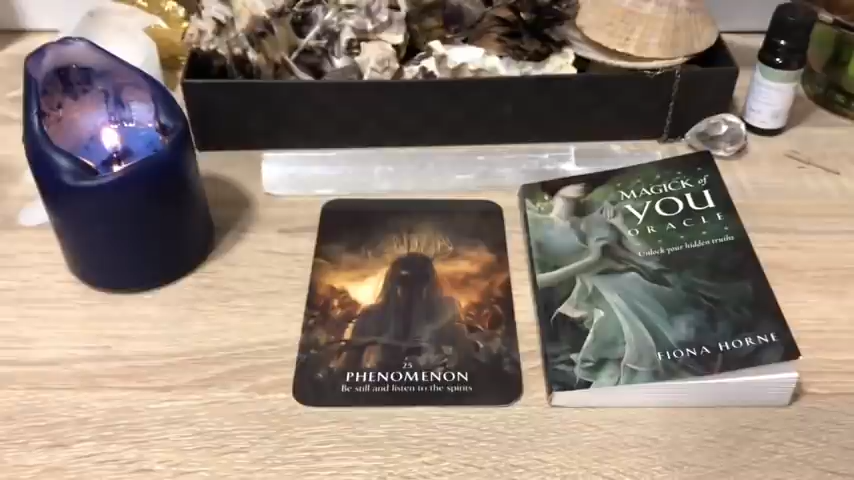 25
PHENOMENON
Be still and listen to the spirits
MAGICK of
YOU
ORACLE
Unlock your hidden truths
FIONA HORNE